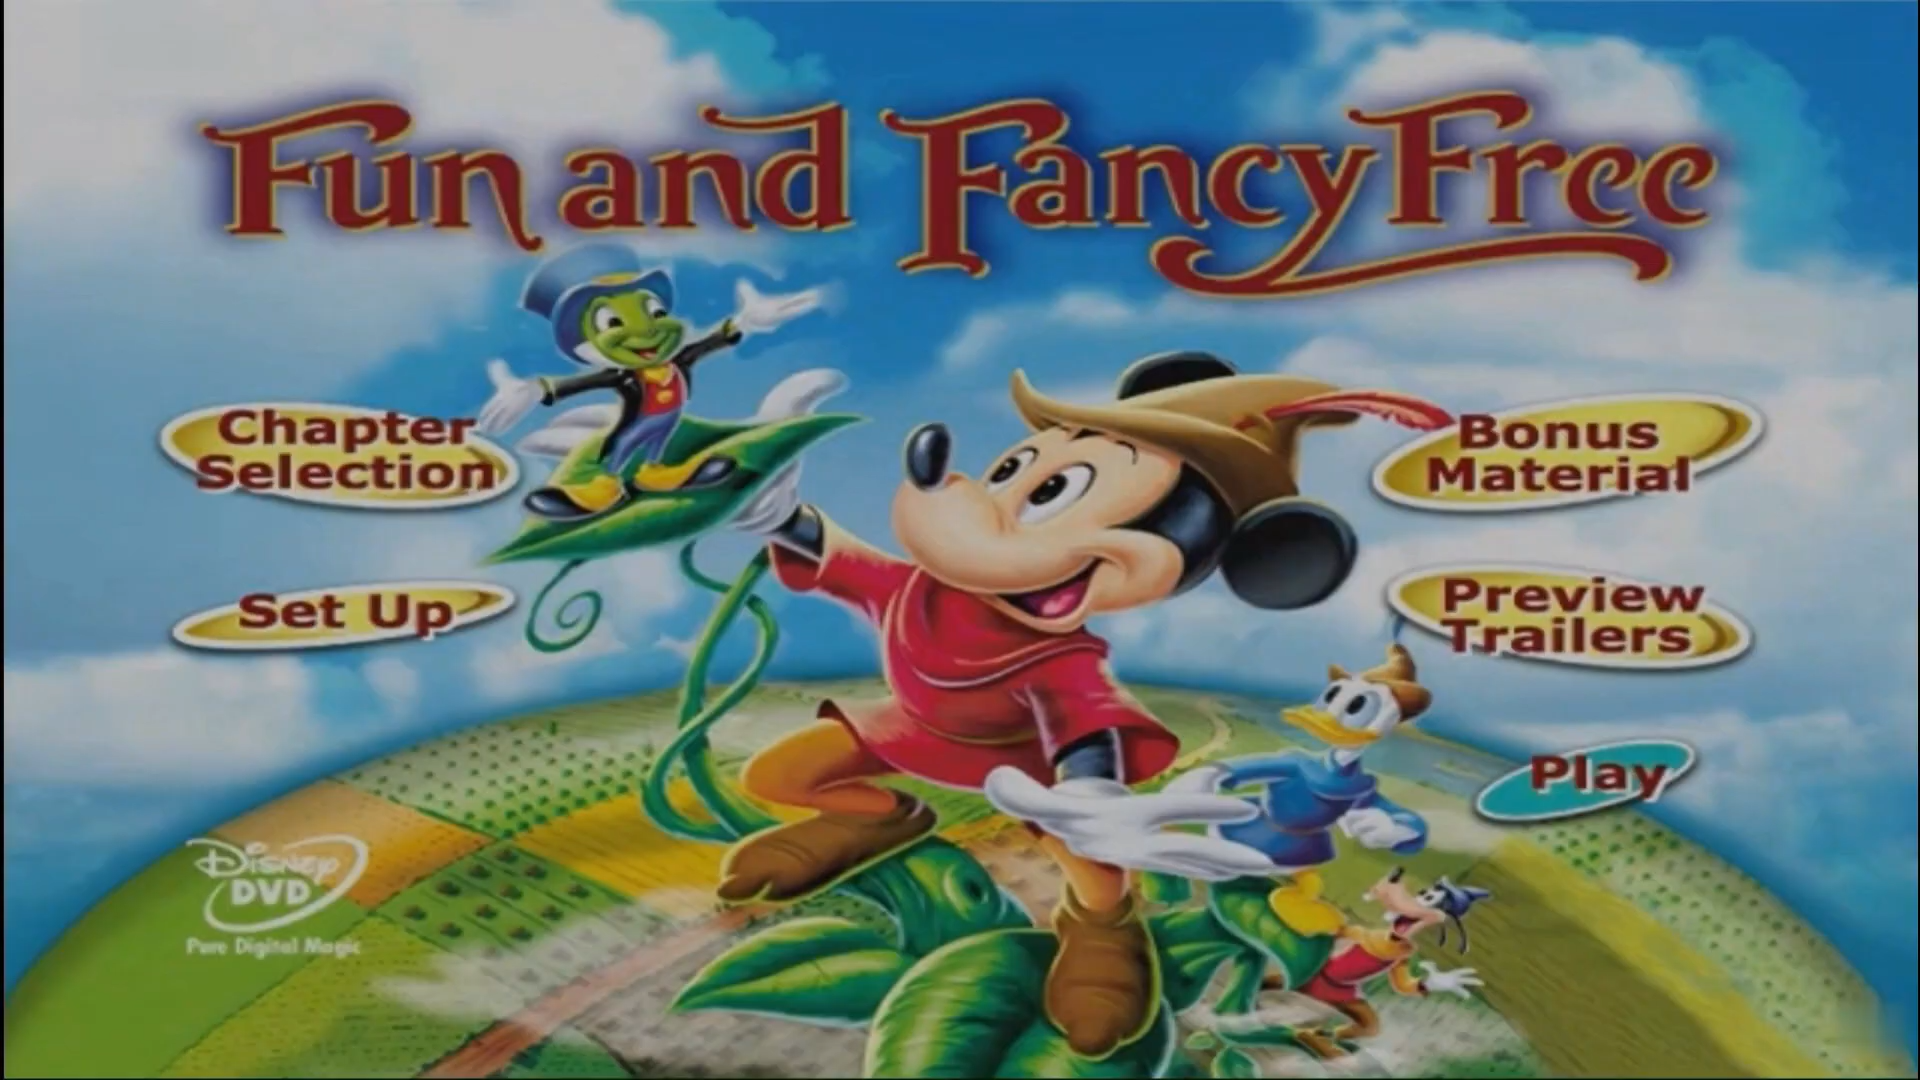 Fun and Fancy Free
Chapter
Selection
Bonus
Material
Set Up
Preview
Trailers
Play
Disney
DVD
Pure Digital Magic